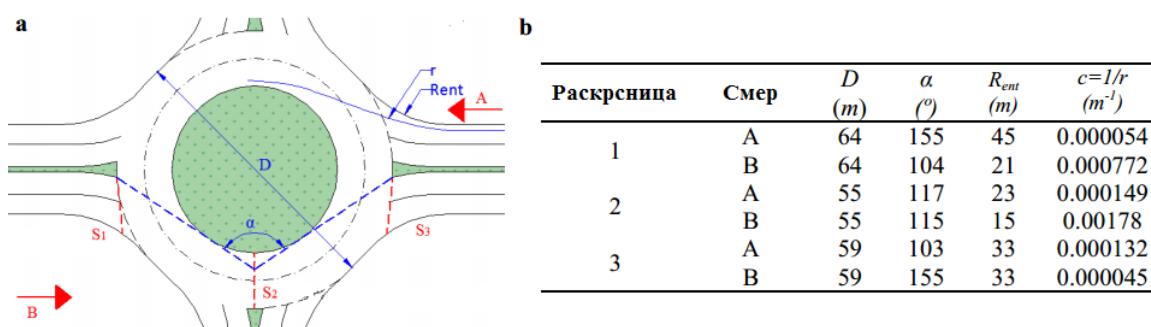 a
r
Rent
A
D
α
S1
S2
S3
B
b
Раскрсница Смер D (m) α (º) Rent (m) c=1/r (m-1)
1 A 64 155 45 0.000054
B 64 104 21 0.000772
2 A 55 117 23 0.000149
B 55 115 15 0.00178
3 A 59 103 33 0.000132
B 59 155 33 0.000045